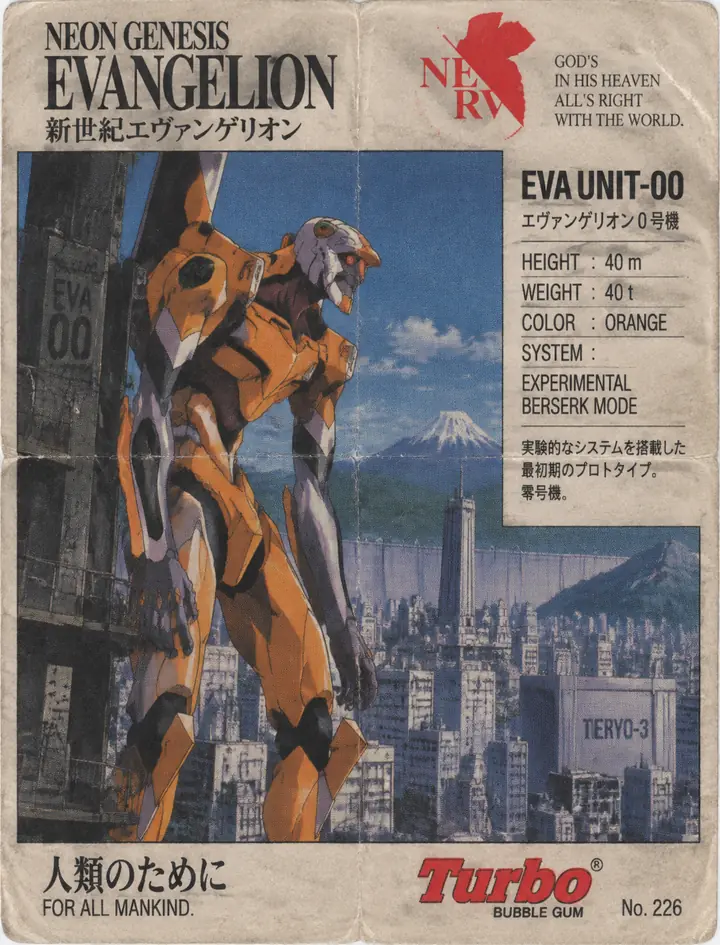 NEON GENESIS
EVANGELION
新世紀エヴァンゲリオン
NERV
GOD'S
IN HIS HEAVEN
ALL'S RIGHT
WITH THE WORLD.
EVA UNIT-00
エヴァンゲリオン0号機
HEIGHT : 40 m
WEIGHT : 40 t
COLOR : ORANGE
SYSTEM :
EXPERIMENTAL
BERSERK MODE
実験的なシステムを搭載した
最初期のプロトタイプ。
零号機。
EVA
00
TIERYO-3
人類のために
FOR ALL MANKIND.
Turbo®
BUBBLE GUM
No. 226